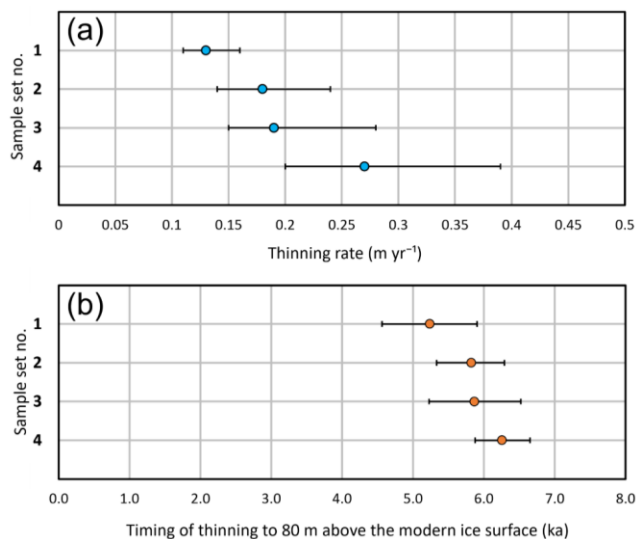 (a)
Sample set no.
1
2
3
4
0 0.05 0.1 0.15 0.2 0.25 0.3 0.35 0.4 0.45 0.5
Thinning rate (m yr⁻¹)
(b)
Sample set no.
1
2
3
4
0.0 1.0 2.0 3.0 4.0 5.0 6.0 7.0 8.0
Timing of thinning to 80 m above the modern ice surface (ka)